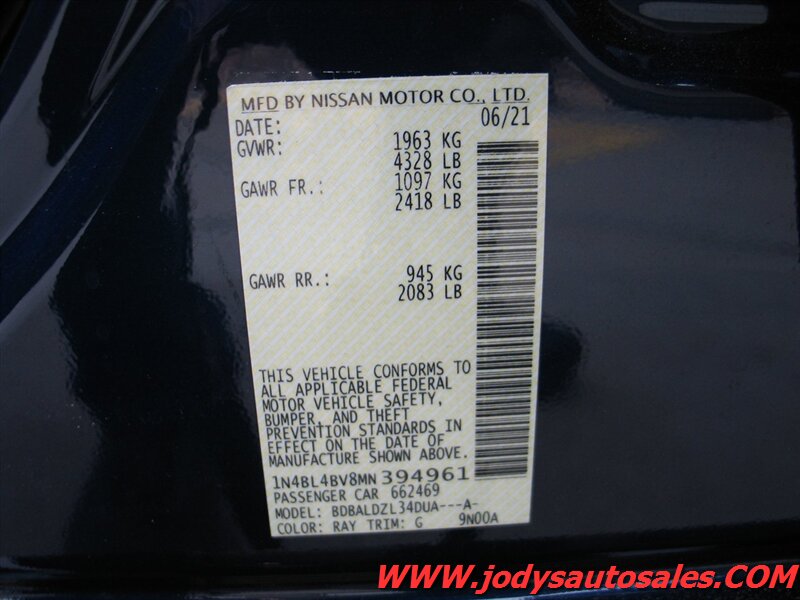 MFD BY NISSAN MOTOR CO., LTD.
DATE: 06/21
GVWR: 1963 KG
4328 LB
GAWR FR.: 1097 KG
2418 LB
GAWR RR.: 945 KG
2083 LB
THIS VEHICLE CONFORMS TO
ALL APPLICABLE FEDERAL
MOTOR VEHICLE SAFETY,
BUMPER, AND THEFT
PREVENTION STANDARDS IN
EFFECT ON THE DATE OF
MANUFACTURE SHOWN ABOVE.
1N4BL4BV8MN394961
PASSENGER CAR 662469
MODEL: BDBALDZL34DUA---A-
COLOR: RAY TRIM: G 9N00A
WWW.jodysautosales.COM